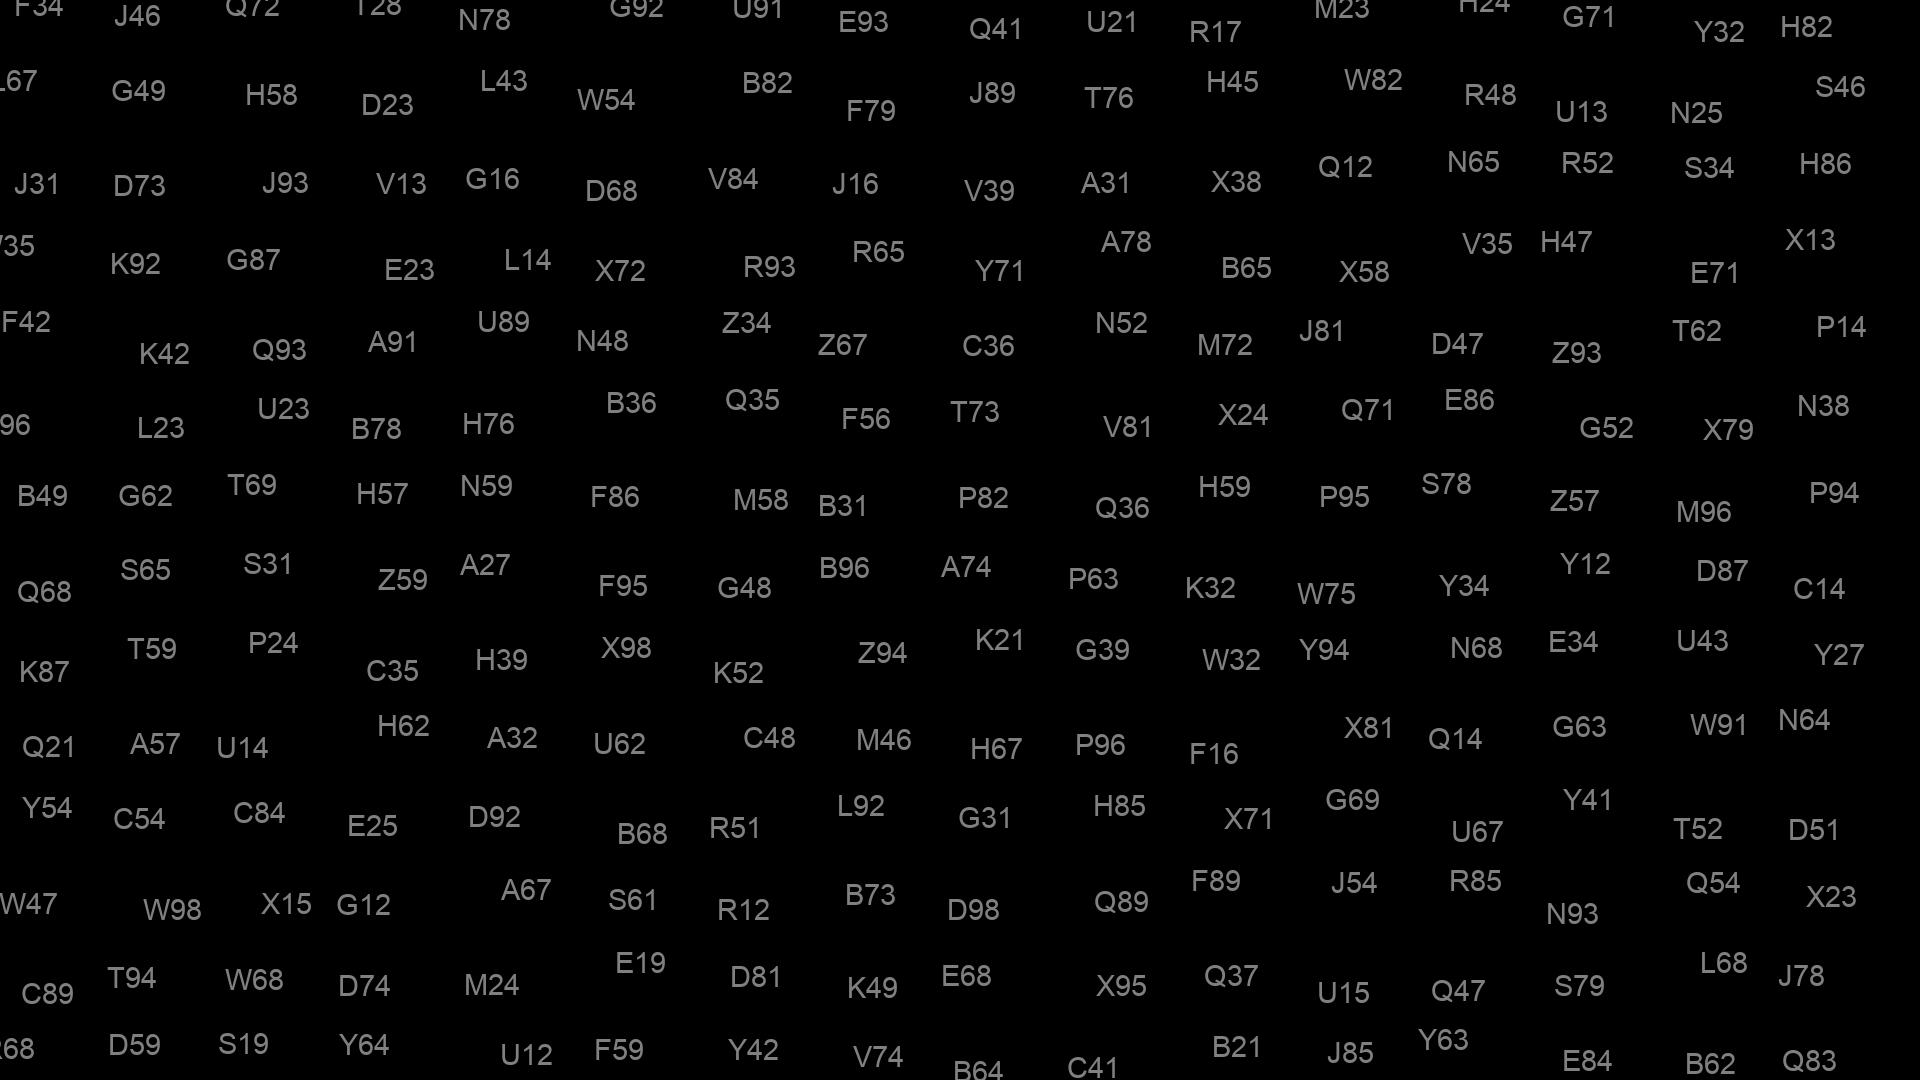 F34 J46 Q72 T28 N78 G92 U91 E93 Q41 U21 R17 M23 H24 G71 Y32 H82
G49 H58 D23 L43 W54 B82 F79 J89 T76 H45 W82 R48 U13 N25 S46
J31 D73 J93 V13 G16 D68 V84 J16 V39 A31 X38 Q12 N65 R52 S34 H86
K92 G87 E23 L14 X72 R93 R65 Y71 A78 B65 X58 V35 H47 E71 X13
F42 K42 Q93 A91 U89 N48 Z34 Z67 C36 N52 M72 J81 D47 Z93 T62 P14
96 L23 U23 B78 H76 B36 Q35 F56 T73 V81 X24 Q71 E86 G52 X79 N38
B49 G62 T69 H57 N59 F86 M58 B31 P82 Q36 H59 P95 S78 Z57 M96 P94
Q68 S65 S31 Z59 A27 F95 G48 B96 A74 P63 K32 W75 Y34 Y12 D87 C14
K87 T59 P24 C35 H39 X98 K52 Z94 K21 G39 W32 Y94 N68 E34 U43 Y27
Q21 A57 U14 H62 A32 U62 C48 M46 H67 P96 F16 X81 Q14 G63 W91 N64
Y54 C54 C84 E25 D92 B68 R51 L92 G31 H85 X71 G69 U67 Y41 T52 D51
W47 W98 X15 G12 A67 S61 R12 B73 D98 Q89 F89 J54 R85 N93 Q54 X23
C89 T94 W68 D74 M24 E19 D81 K49 E68 X95 Q37 U15 Q47 S79 L68 J78
D59 S19 Y64 U12 F59 Y42 V74 B64 C41 B21 J85 Y63 E84 B62 Q83